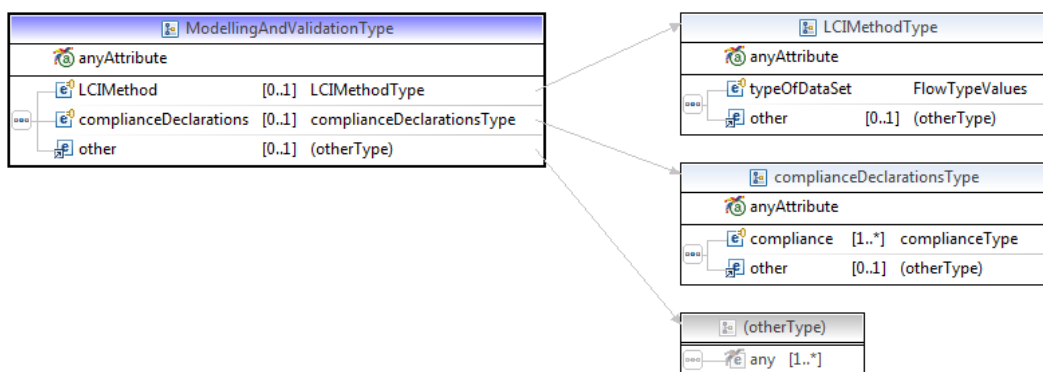 ModellingAndValidationType
anyAttribute
LCIMethod [0..1] LCIMethodType
complianceDeclarations [0..1] complianceDeclarationsType
other [0..1] (otherType)
LCIMethodType
anyAttribute
typeOfDataSet FlowTypeValues
other [0..1] (otherType)
complianceDeclarationsType
anyAttribute
compliance [1..*] complianceType
other [0..1] (otherType)
(otherType)
any [1..*]